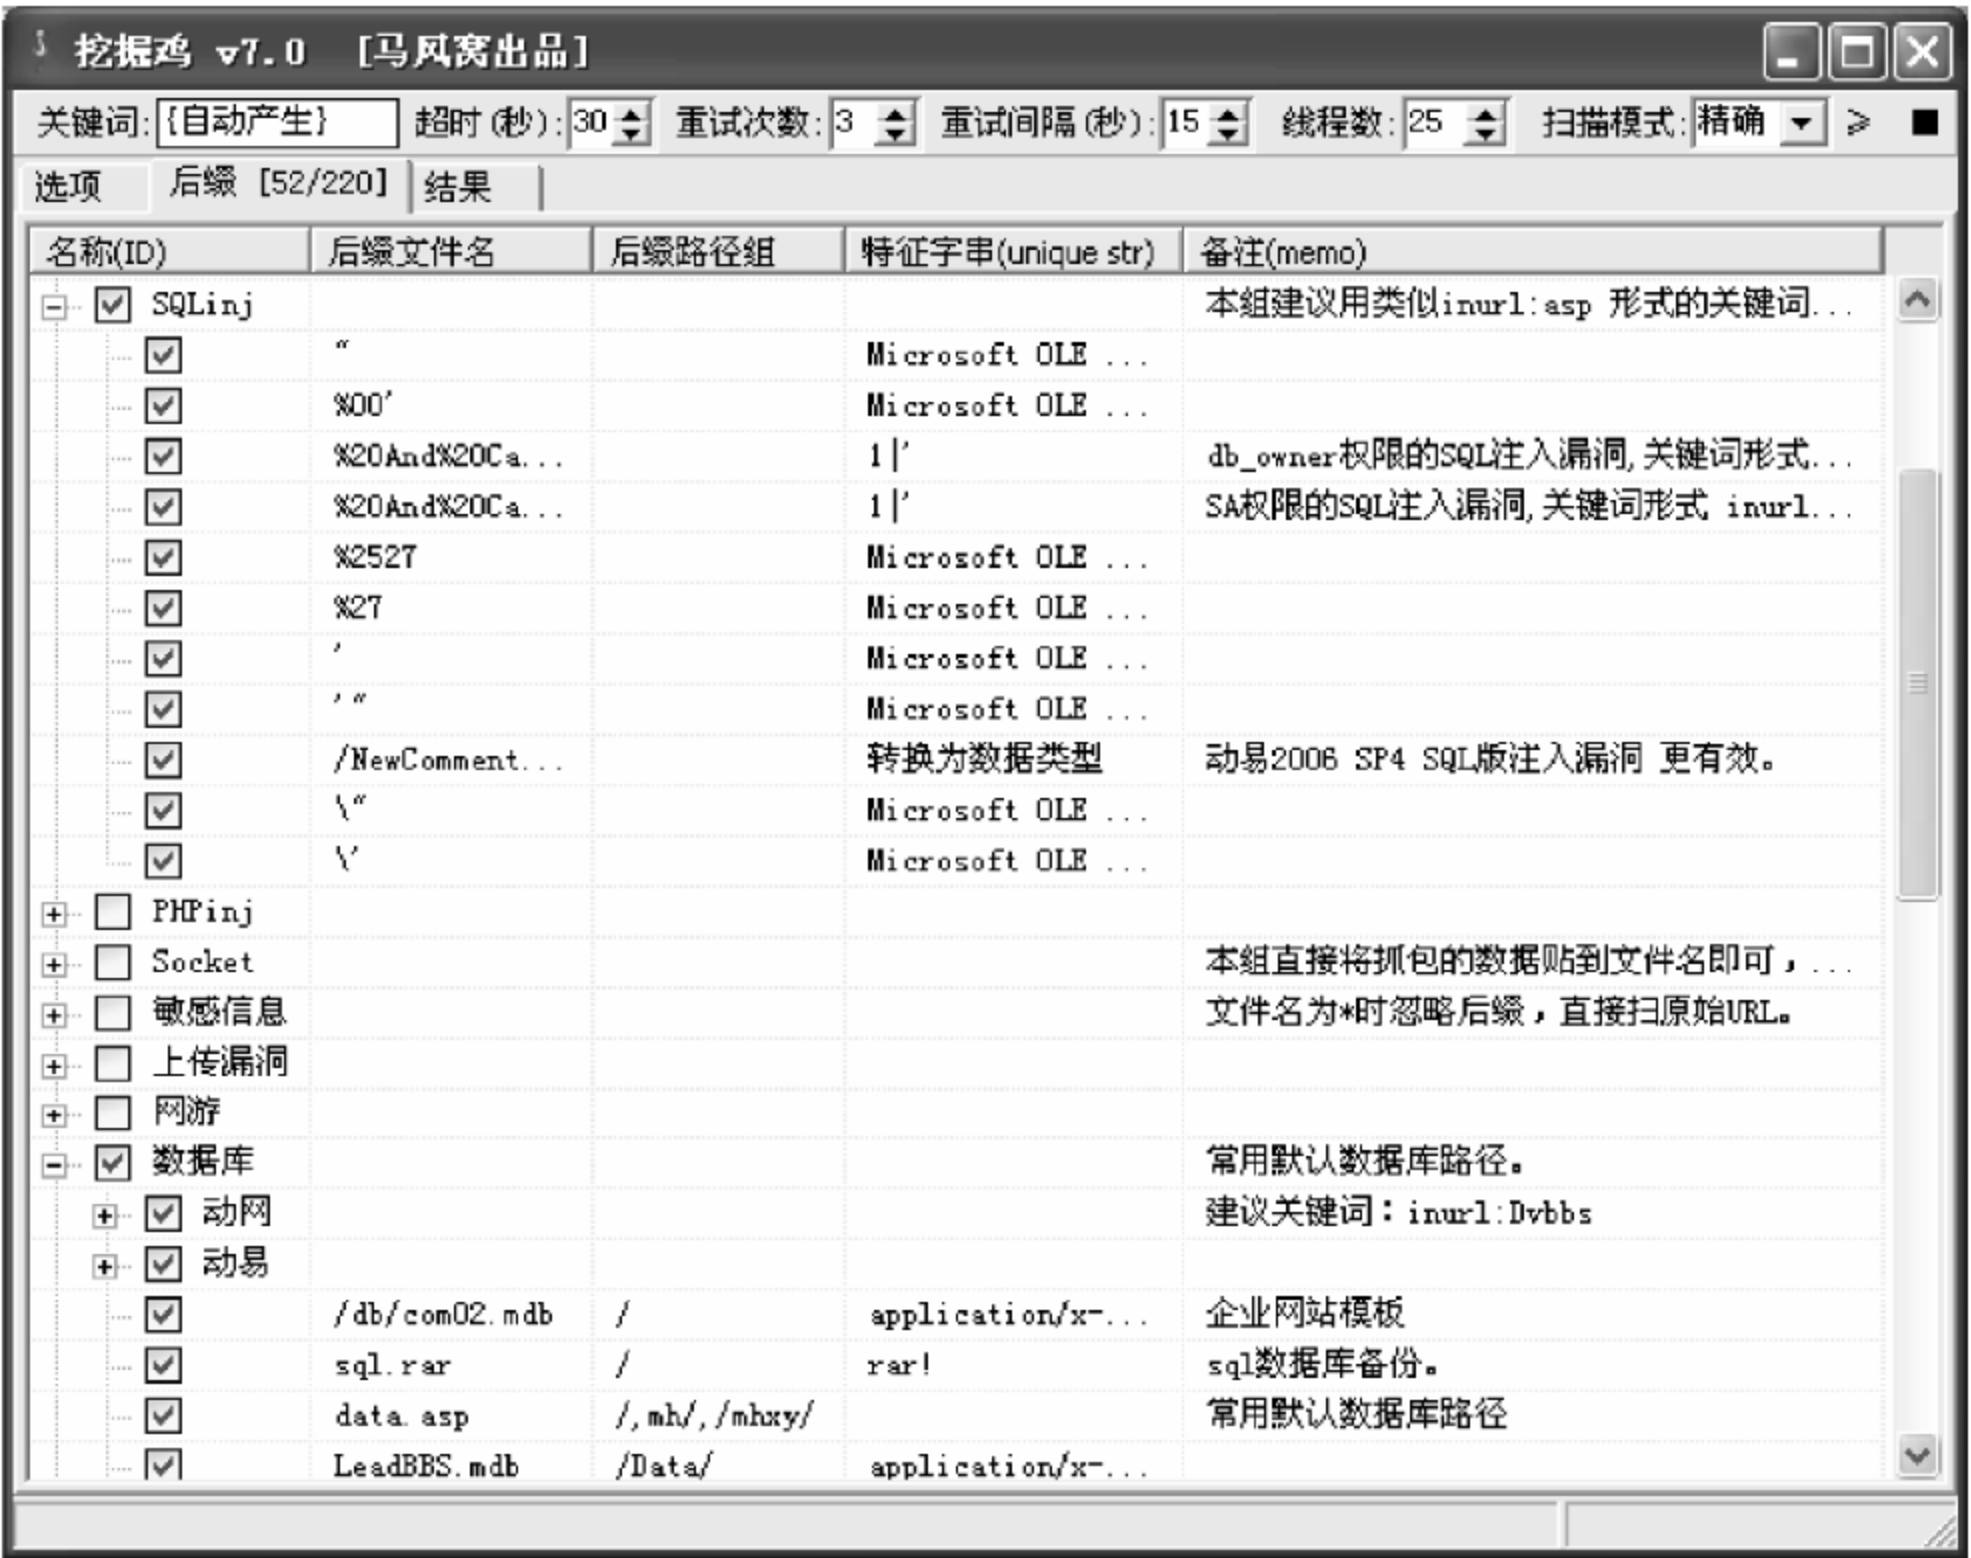 挖掘鸡 v7.0 [马风窝出品]
关键词: {自动产生} 超时(秒): 30 重试次数: 3 重试间隔(秒): 15 线程数: 25 扫描模式: 精确 >
选项 后缀 [52/220] 结果
名称(ID) 后缀文件名 后缀路径组 特征字串(unique str) 备注(memo)
SQLinj 本组建议用类似inurl:asp 形式的关键词...
" Microsoft OLE ...
%00' Microsoft OLE ...
%20And%20Ca... 1|' db_owner权限的SQL注入漏洞,关键词形式...
%20And%20Ca... 1|' SA权限的SQL注入漏洞,关键词形式 inurl...
%2527 Microsoft OLE ...
%27 Microsoft OLE ...
' Microsoft OLE ...
' " Microsoft OLE ...
/NewComment... 转换为数据类型 动易2006 SP4 SQL版注入漏洞 更有效。
\" Microsoft OLE ...
\' Microsoft OLE ...
PHPinj
Socket 本组直接将抓包的数据贴到文件名即可，...
敏感信息 文件名为*时忽略后缀，直接扫原始URL。
上传漏洞
网游
数据库 常用默认数据库路径。
动网 建议关键词：inurl:Dvbbs
动易
/db/com02.mdb / application/x-... 企业网站模板
sql.rar / rar! sql数据库备份。
data.asp /,mh/,/mhxy/ 常用默认数据库路径
LeadBBS.mdb /Data/ application/x-...